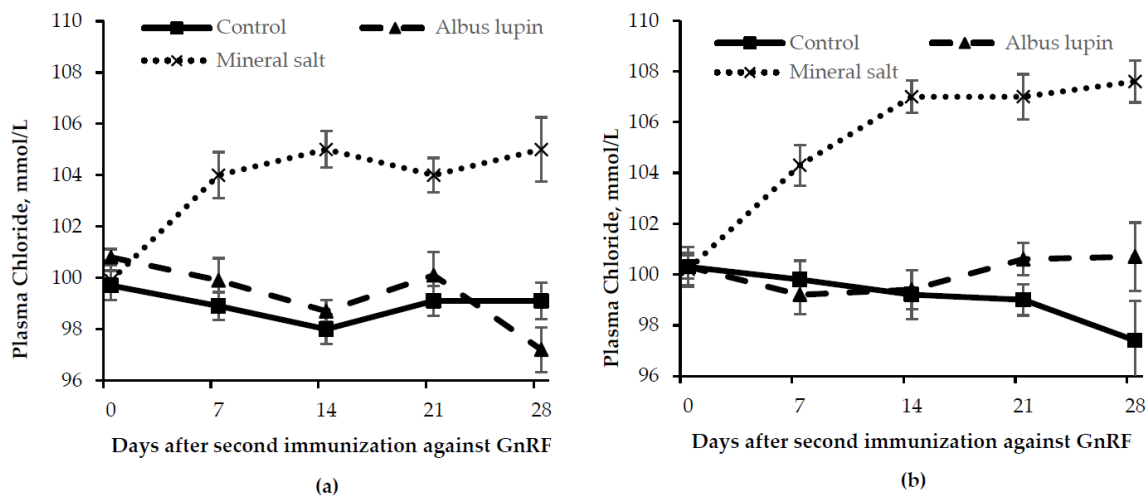 110
108
106
104
102
100
98
96
Plasma Chloride, mmol/L
Control
Albus lupin
Mineral salt
0 7 14 21 28
Days after second immunization against GnRF
(a)
110
108
106
104
102
100
98
96
Plasma Chloride, mmol/L
Control
Albus lupin
Mineral salt
0 7 14 21 28
Days after second immunization against GnRF
(b)